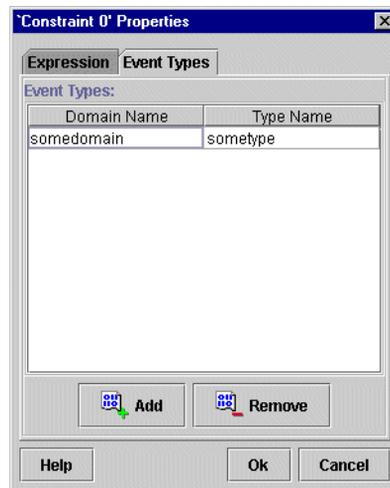 `Constraint 0' Properties
Expression Event Types
Event Types:
Domain Name Type Name
somedomain sometype
Add Remove
Help Ok Cancel